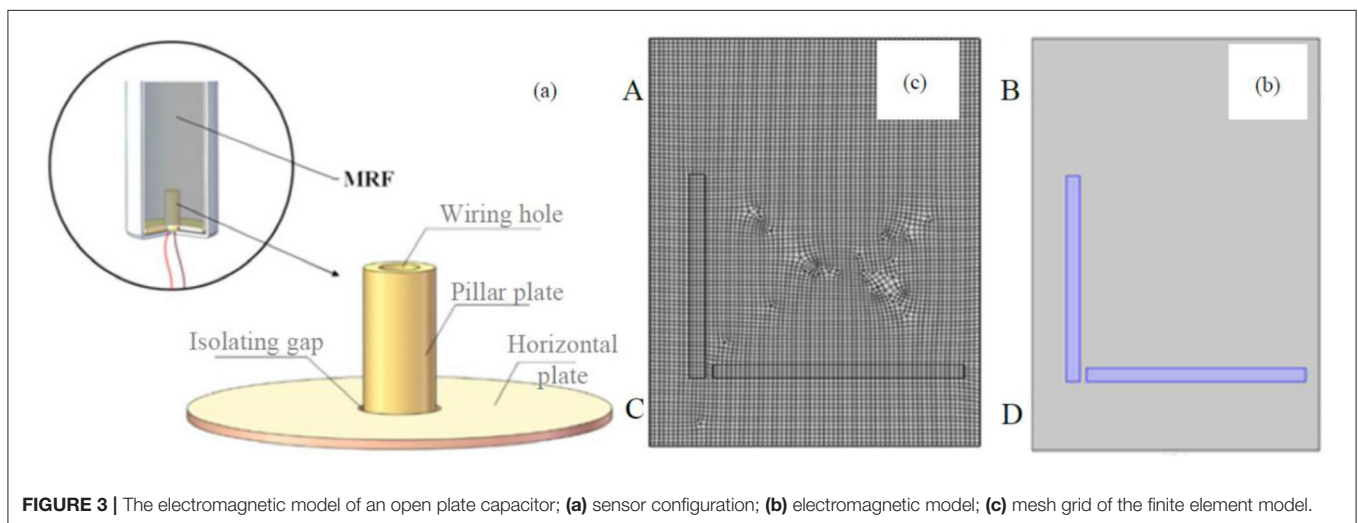 (a)
MRF
Wiring hole
Pillar plate
Isolating gap
Horizontal
plate
A
(c)
C
B
(b)
D
FIGURE 3 | The electromagnetic model of an open plate capacitor; (a) sensor configuration; (b) electromagnetic model; (c) mesh grid of the finite element model.